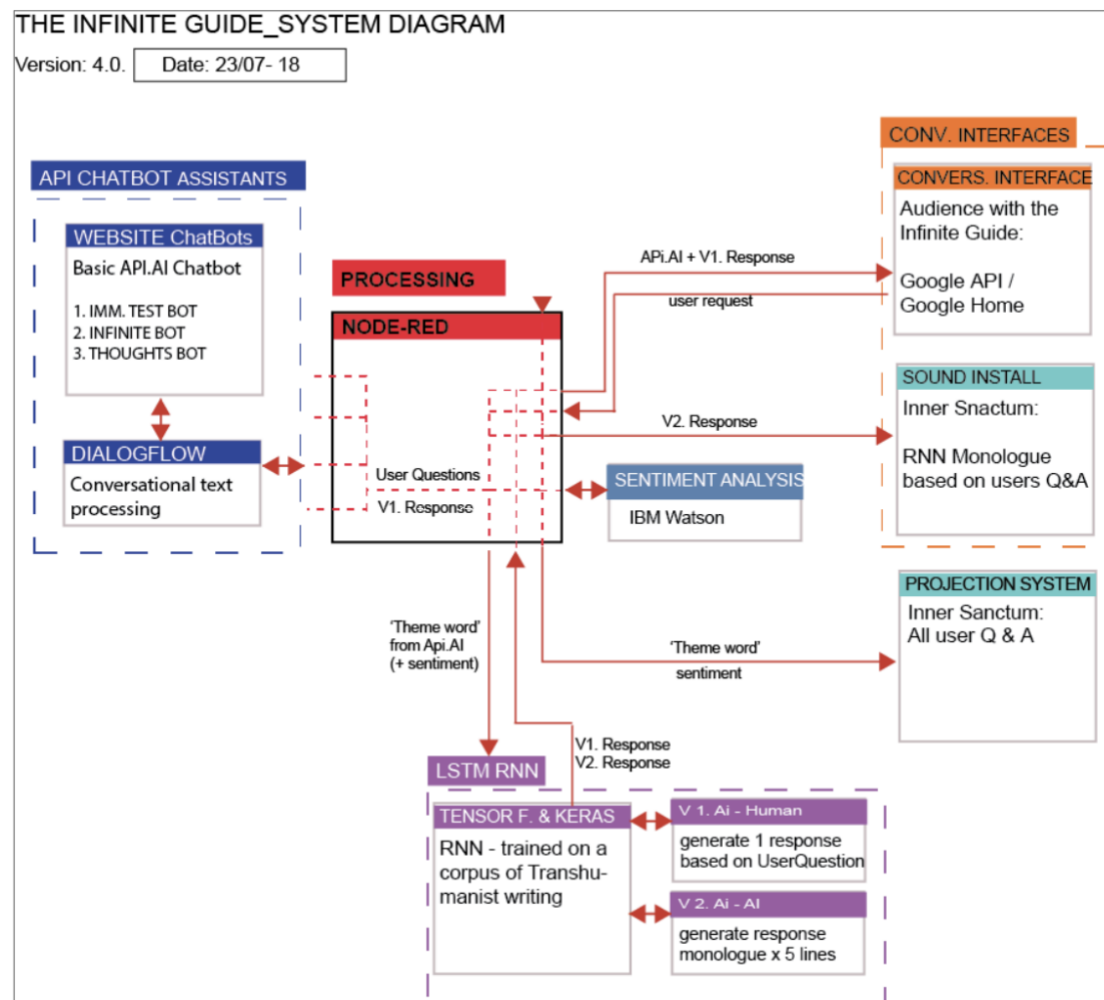 THE INFINITE GUIDE_SYSTEM DIAGRAM
Version: 4.0.
Date: 23/07- 18
API CHATBOT ASSISTANTS
WEBSITE ChatBots
Basic API.AI Chatbot
1. IMM. TEST BOT
2. INFINITE BOT
3. THOUGHTS BOT
DIALOGFLOW
Conversational text
processing
PROCESSING
NODE-RED
User Questions
V1. Response
APi.AI + V1. Response
user request
V2. Response
SENTIMENT ANALYSIS
IBM Watson
CONV. INTERFACES
CONVERS. INTERFACE
Audience with the
Infinite Guide:
Google API /
Google Home
SOUND INSTALL
Inner Snactum:
RNN Monologue
based on users Q&A
PROJECTION SYSTEM
Inner Sanctum:
All user Q & A
'Theme word'
sentiment
'Theme word'
from Api.AI
(+ sentiment)
V1. Response
V2. Response
LSTM RNN
TENSOR F. & KERAS
RNN - trained on a
corpus of Transhu-
manist writing
V 1. Ai - Human
generate 1 response
based on UserQuestion
V 2. Ai - AI
generate response
monologue x 5 lines